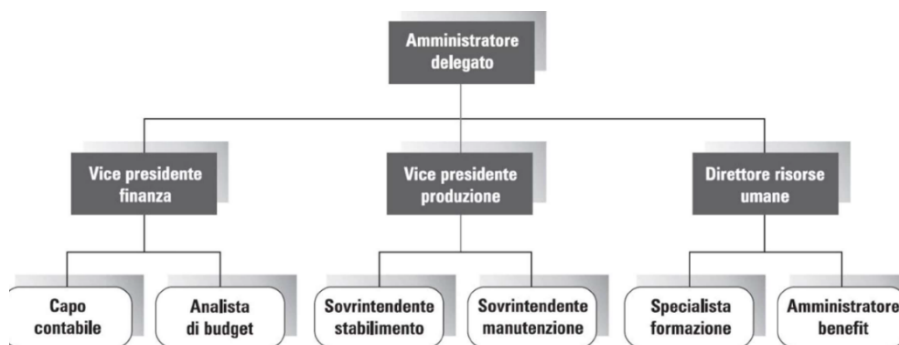 Amministratore
delegato
Vice presidente
finanza
Vice presidente
produzione
Direttore risorse
umane
Capo
contabile
Analista
di budget
Sovrintendente
stabilimento
Sovrintendente
manutenzione
Specialista
formazione
Amministratore
benefit